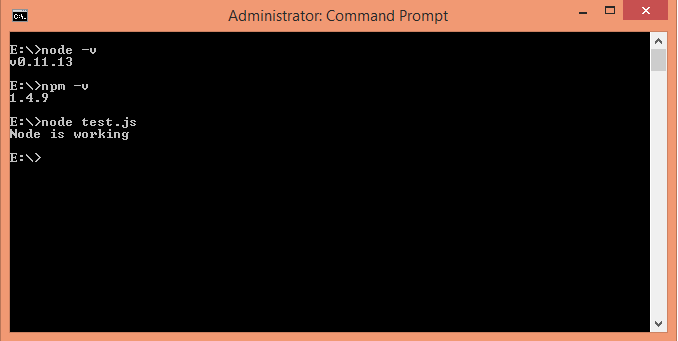 Administrator: Command Prompt
E:\>node -v
v0.11.13
E:\>npm -v
1.4.9
E:\>node test.js
Node is working
E:\>